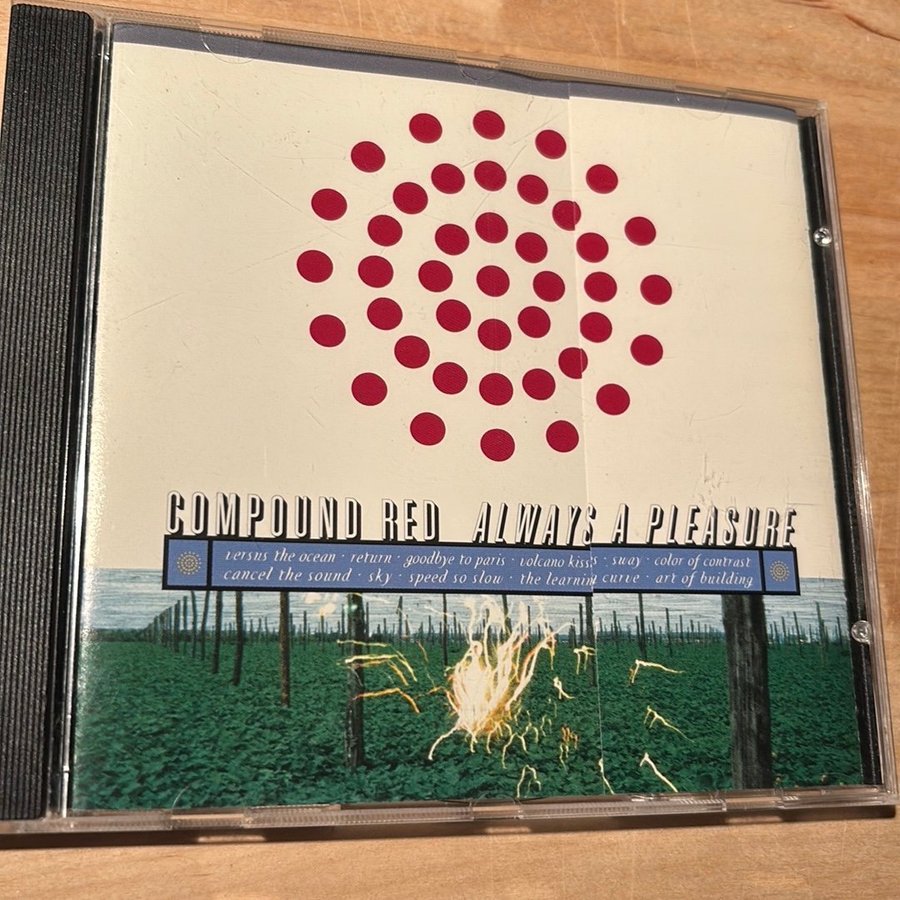 COMPOUND RED ALWAYS A PLEASURE
versus the ocean · return · goodbye to paris · volcano kiss · sway · color of contrast
cancel the sound · sky · speed so slow · the learning curve · art of building